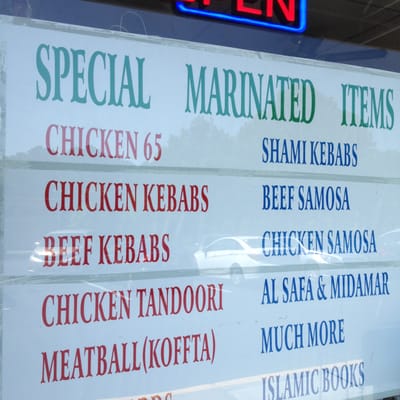 OPEN
SPECIAL MARINATED ITEMS
CHICKEN 65
CHICKEN KEBABS
BEEF KEBABS
CHICKEN TANDOORI
MEATBALL(KOFFTA)
SHAMI KEBABS
BEEF SAMOSA
CHICKEN SAMOSA
AL SAFA & MIDAMAR
MUCH MORE
ISLAMIC BOOKS